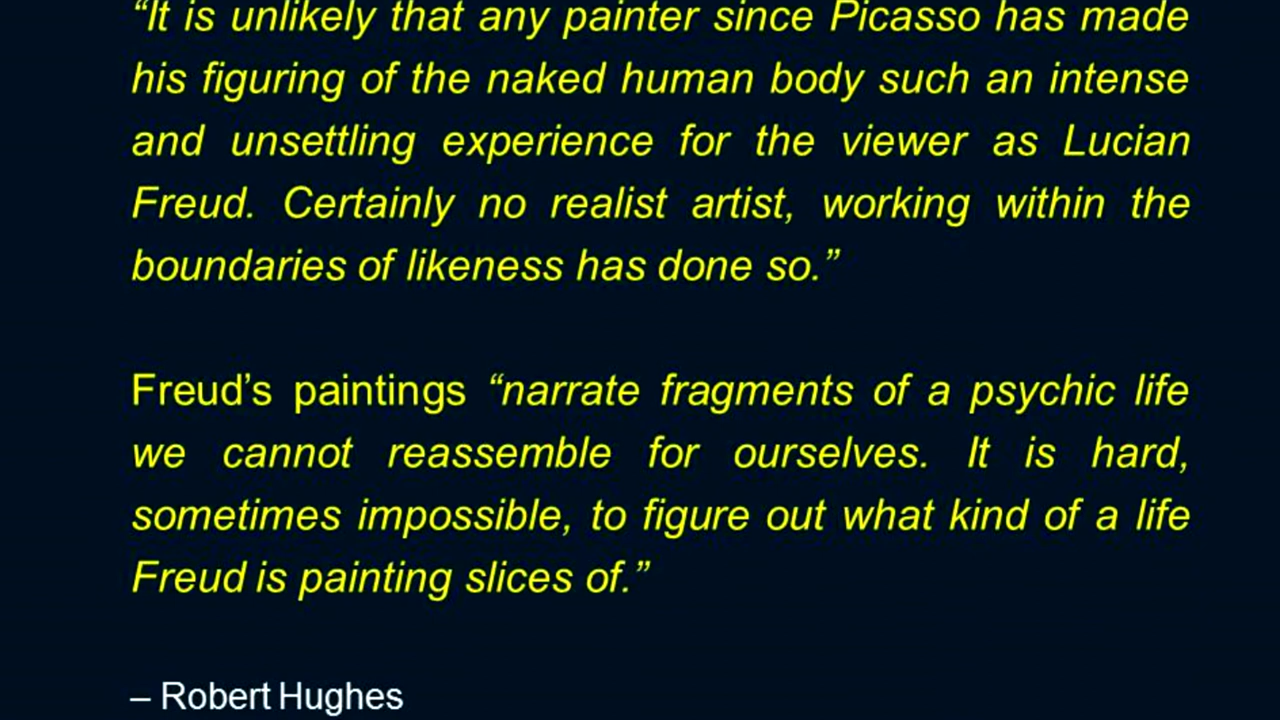 “It is unlikely that any painter since Picasso has made
his figuring of the naked human body such an intense
and unsettling experience for the viewer as Lucian
Freud. Certainly no realist artist, working within the
boundaries of likeness has done so.”
Freud’s paintings “narrate fragments of a psychic life
we cannot reassemble for ourselves. It is hard,
sometimes impossible, to figure out what kind of a life
Freud is painting slices of.”
– Robert Hughes